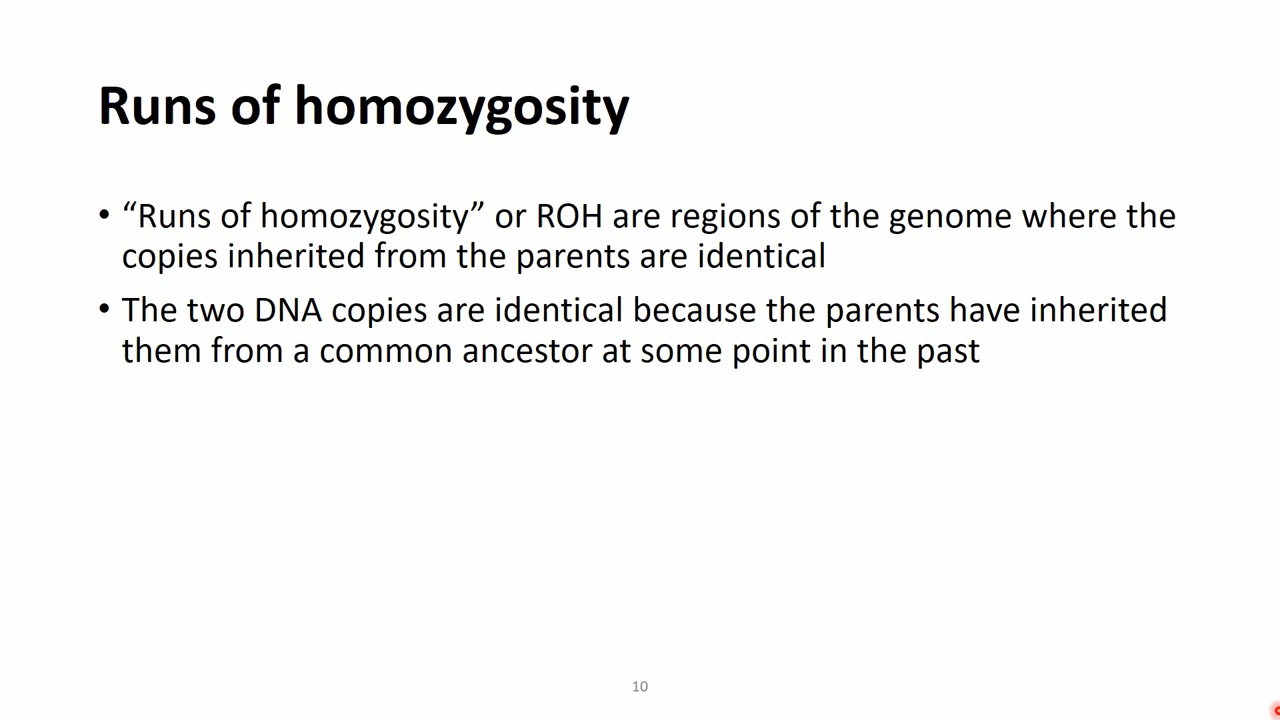 Runs of homozygosity
• “Runs of homozygosity” or ROH are regions of the genome where the
copies inherited from the parents are identical
• The two DNA copies are identical because the parents have inherited
them from a common ancestor at some point in the past
10